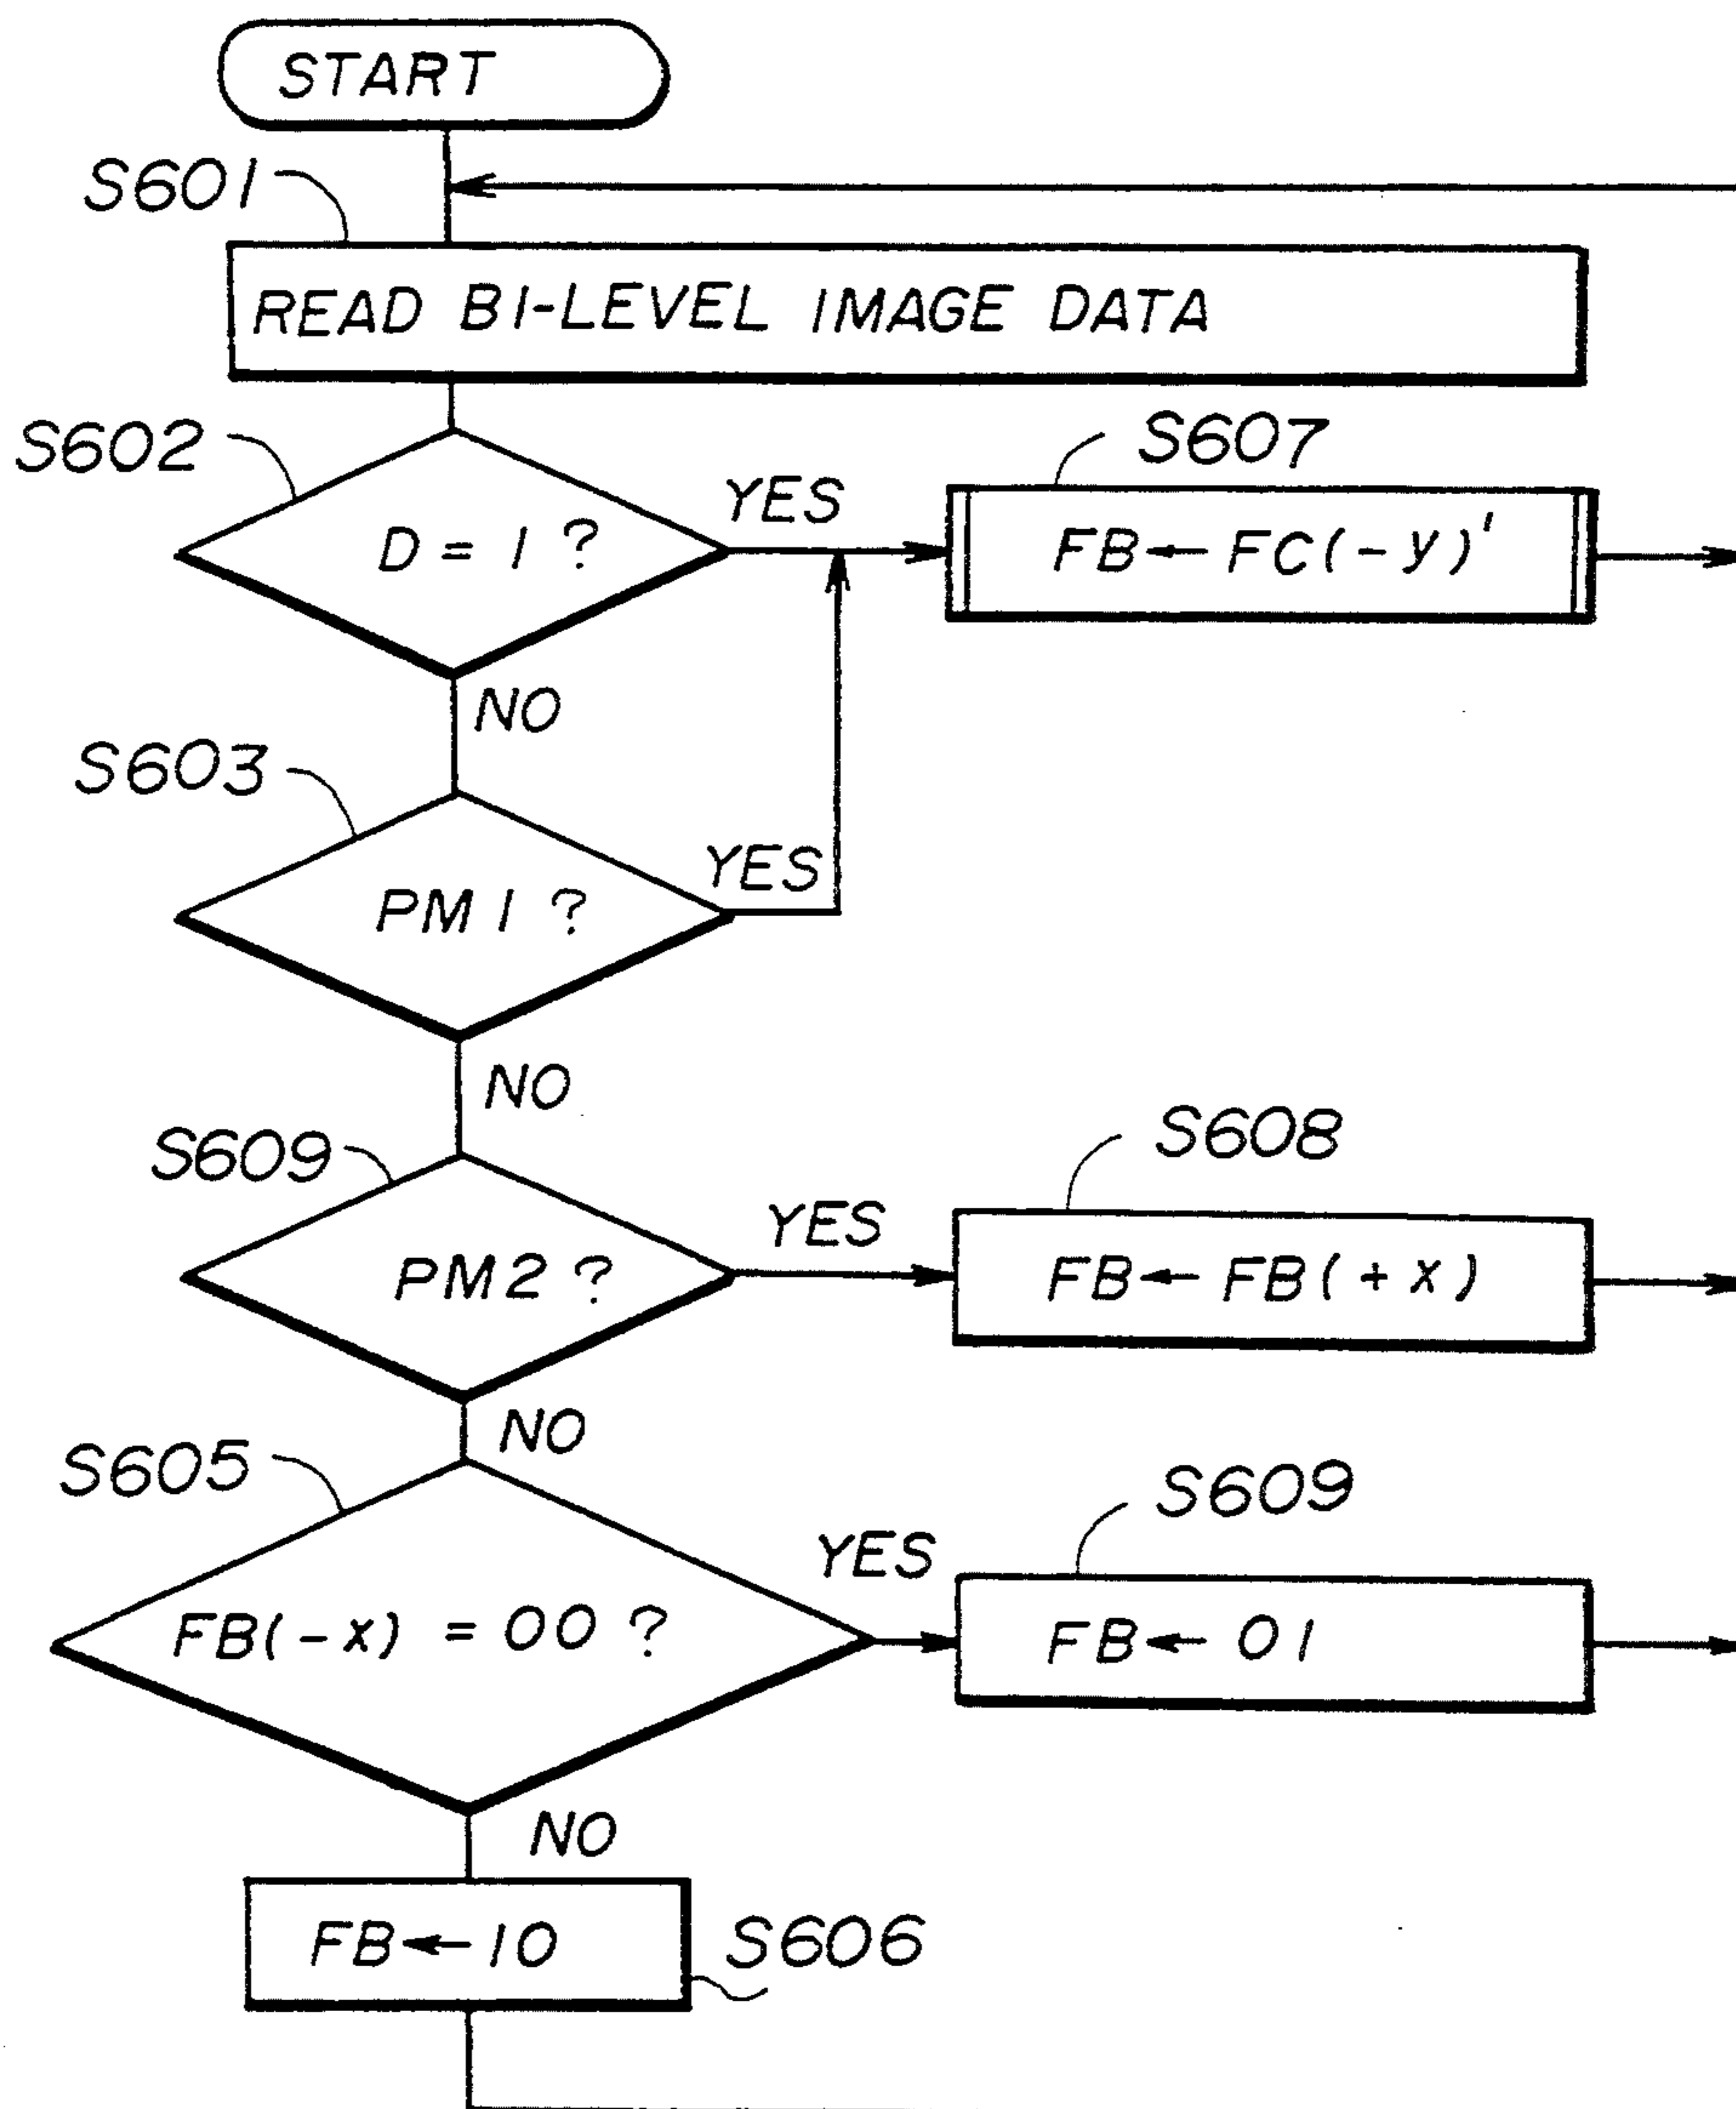 START
S601
READ BI-LEVEL IMAGE DATA
S602
D = 1 ?
YES
S607
FB ← FC(-y)'
NO
S603
PM1 ?
YES
NO
S609
PM2 ?
YES
S608
FB ← FB(+x)
NO
S605
FB(-x) = 00 ?
YES
S609
FB ← 01
NO
FB ← 10
S606